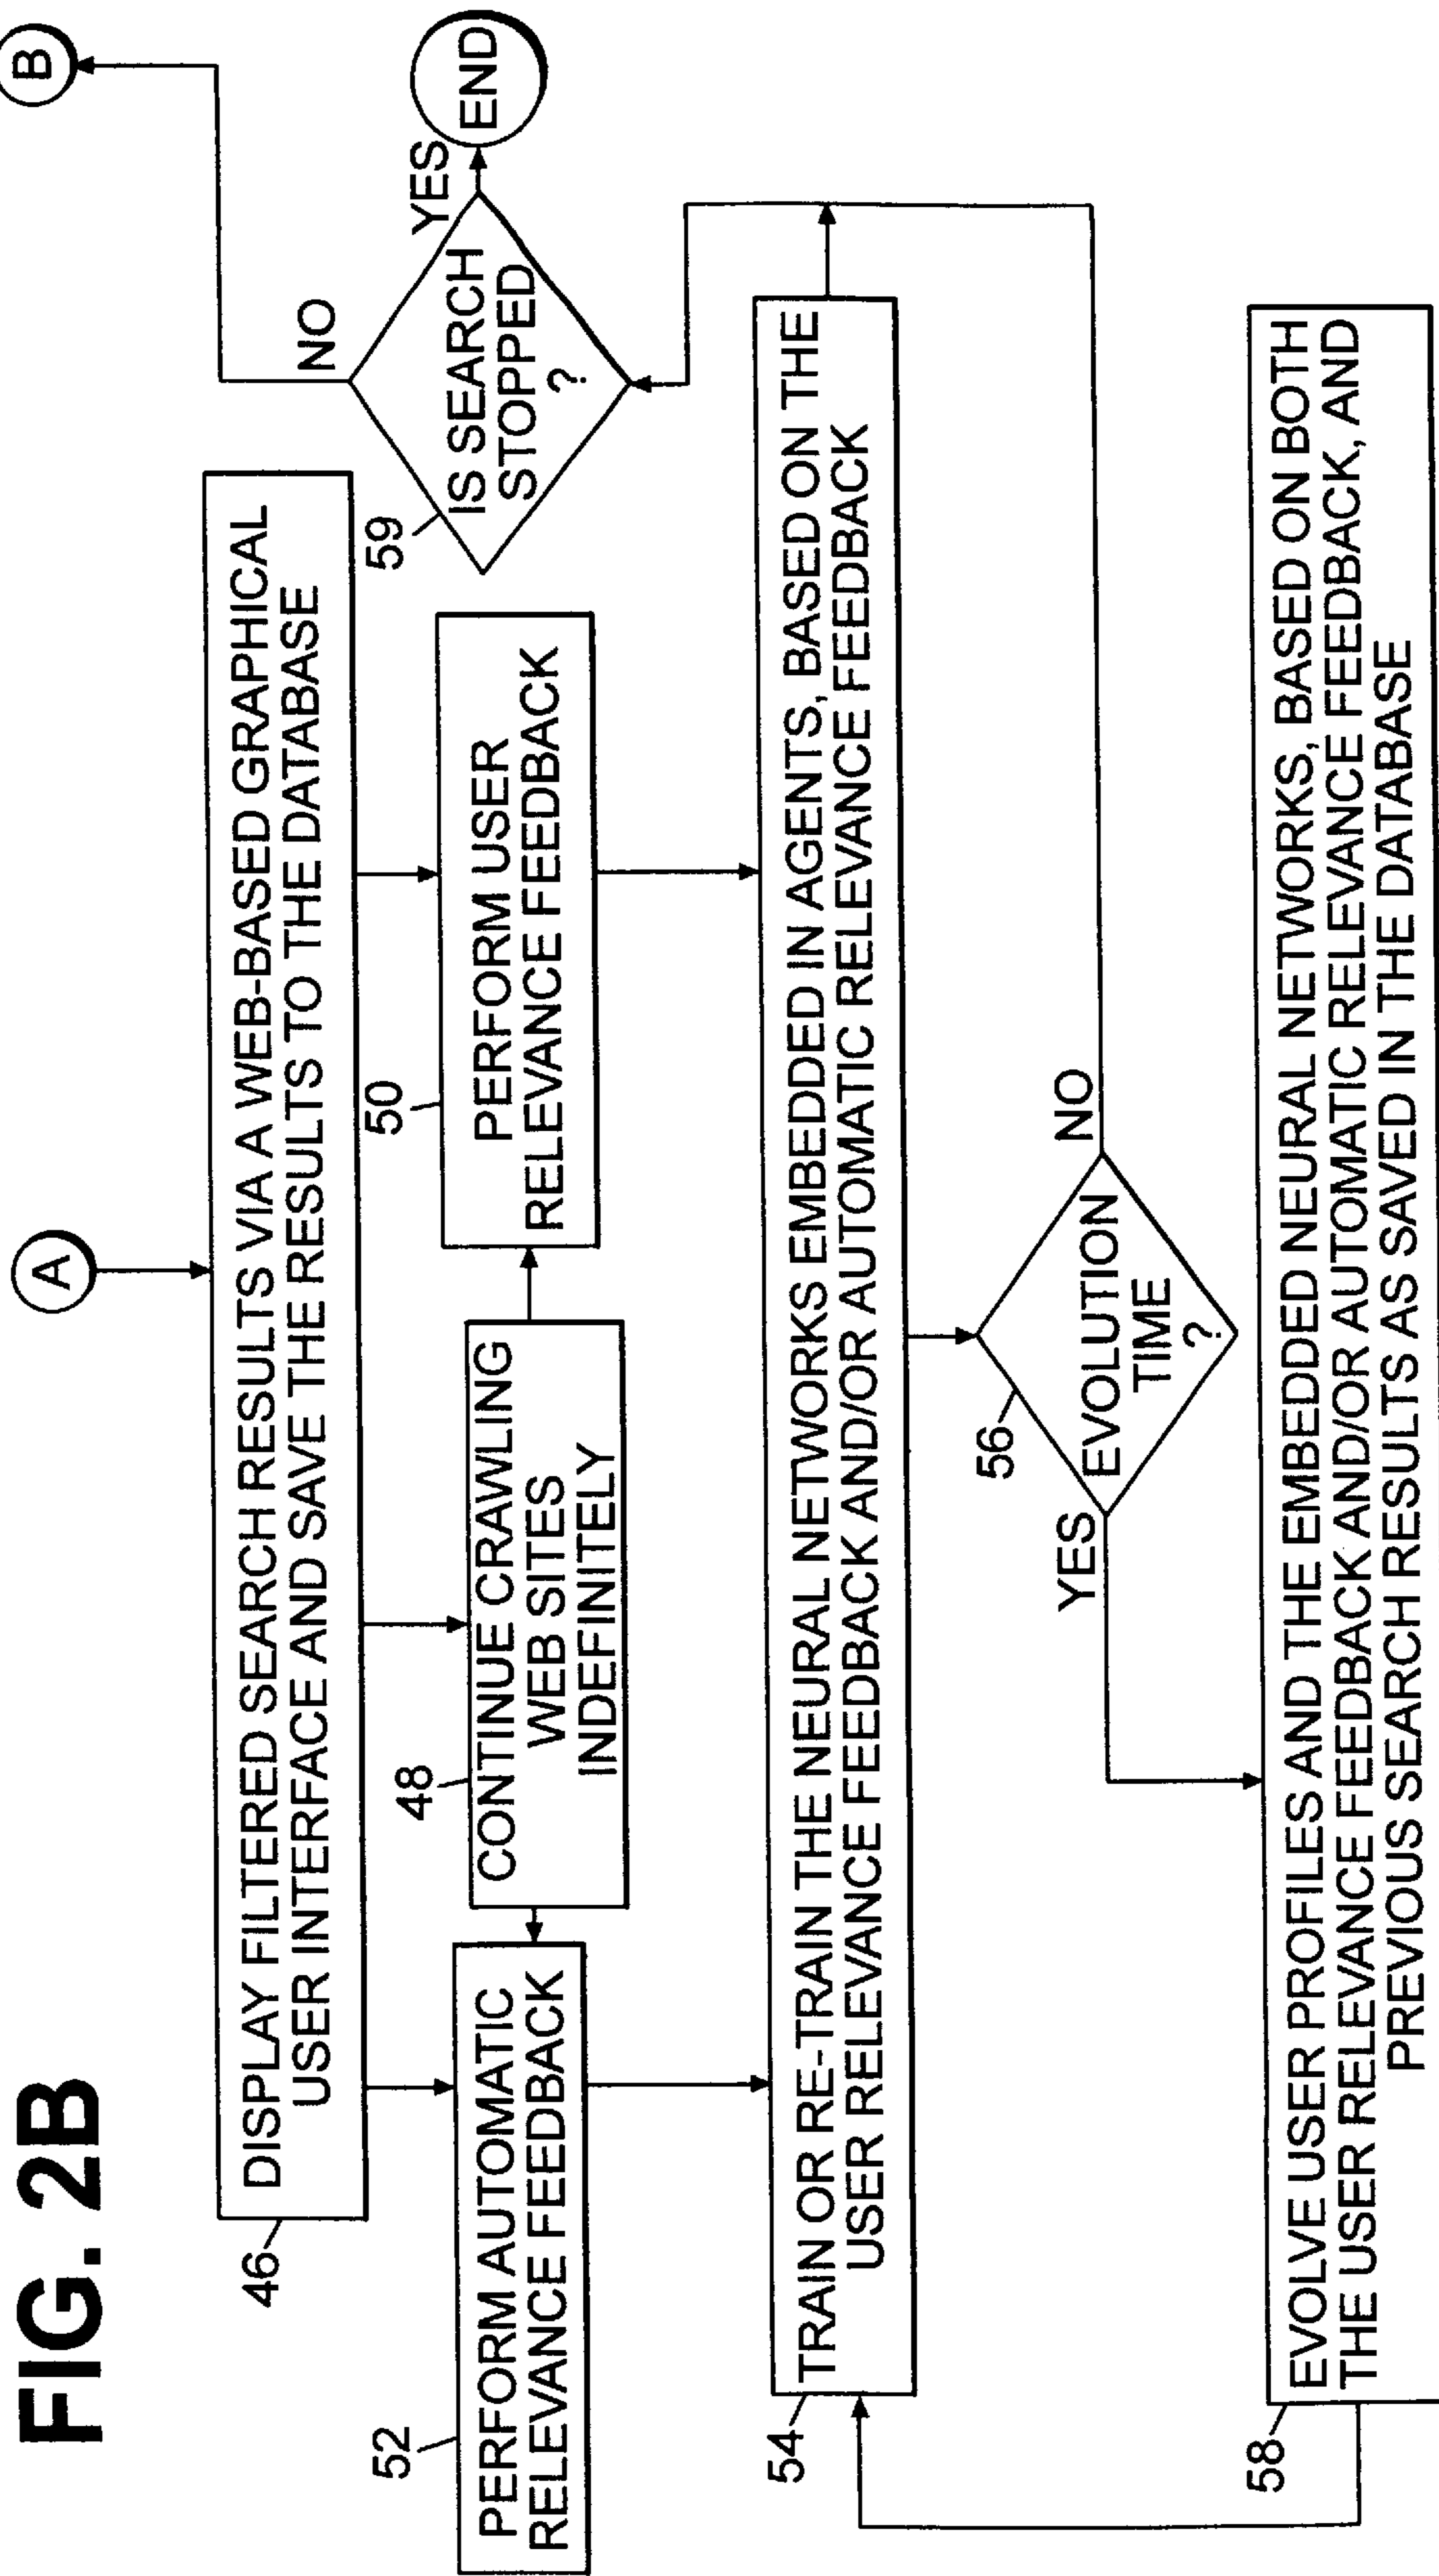 FIG. 2B
A
B
46
DISPLAY FILTERED SEARCH RESULTS VIA A WEB-BASED GRAPHICAL
USER INTERFACE AND SAVE THE RESULTS TO THE DATABASE
52
PERFORM AUTOMATIC
RELEVANCE FEEDBACK
48
CONTINUE CRAWLING
WEB SITES
INDEFINITELY
50
PERFORM USER
RELEVANCE FEEDBACK
59
IS SEARCH
STOPPED
?
NO
YES
END
54
TRAIN OR RE-TRAIN THE NEURAL NETWORKS EMBEDDED IN AGENTS, BASED ON THE
USER RELEVANCE FEEDBACK AND/OR AUTOMATIC RELEVANCE FEEDBACK
56
EVOLUTION
TIME
?
YES
NO
58
EVOLVE USER PROFILES AND THE EMBEDDED NEURAL NETWORKS, BASED ON BOTH
THE USER RELEVANCE FEEDBACK AND/OR AUTOMATIC RELEVANCE FEEDBACK, AND
PREVIOUS SEARCH RESULTS AS SAVED IN THE DATABASE